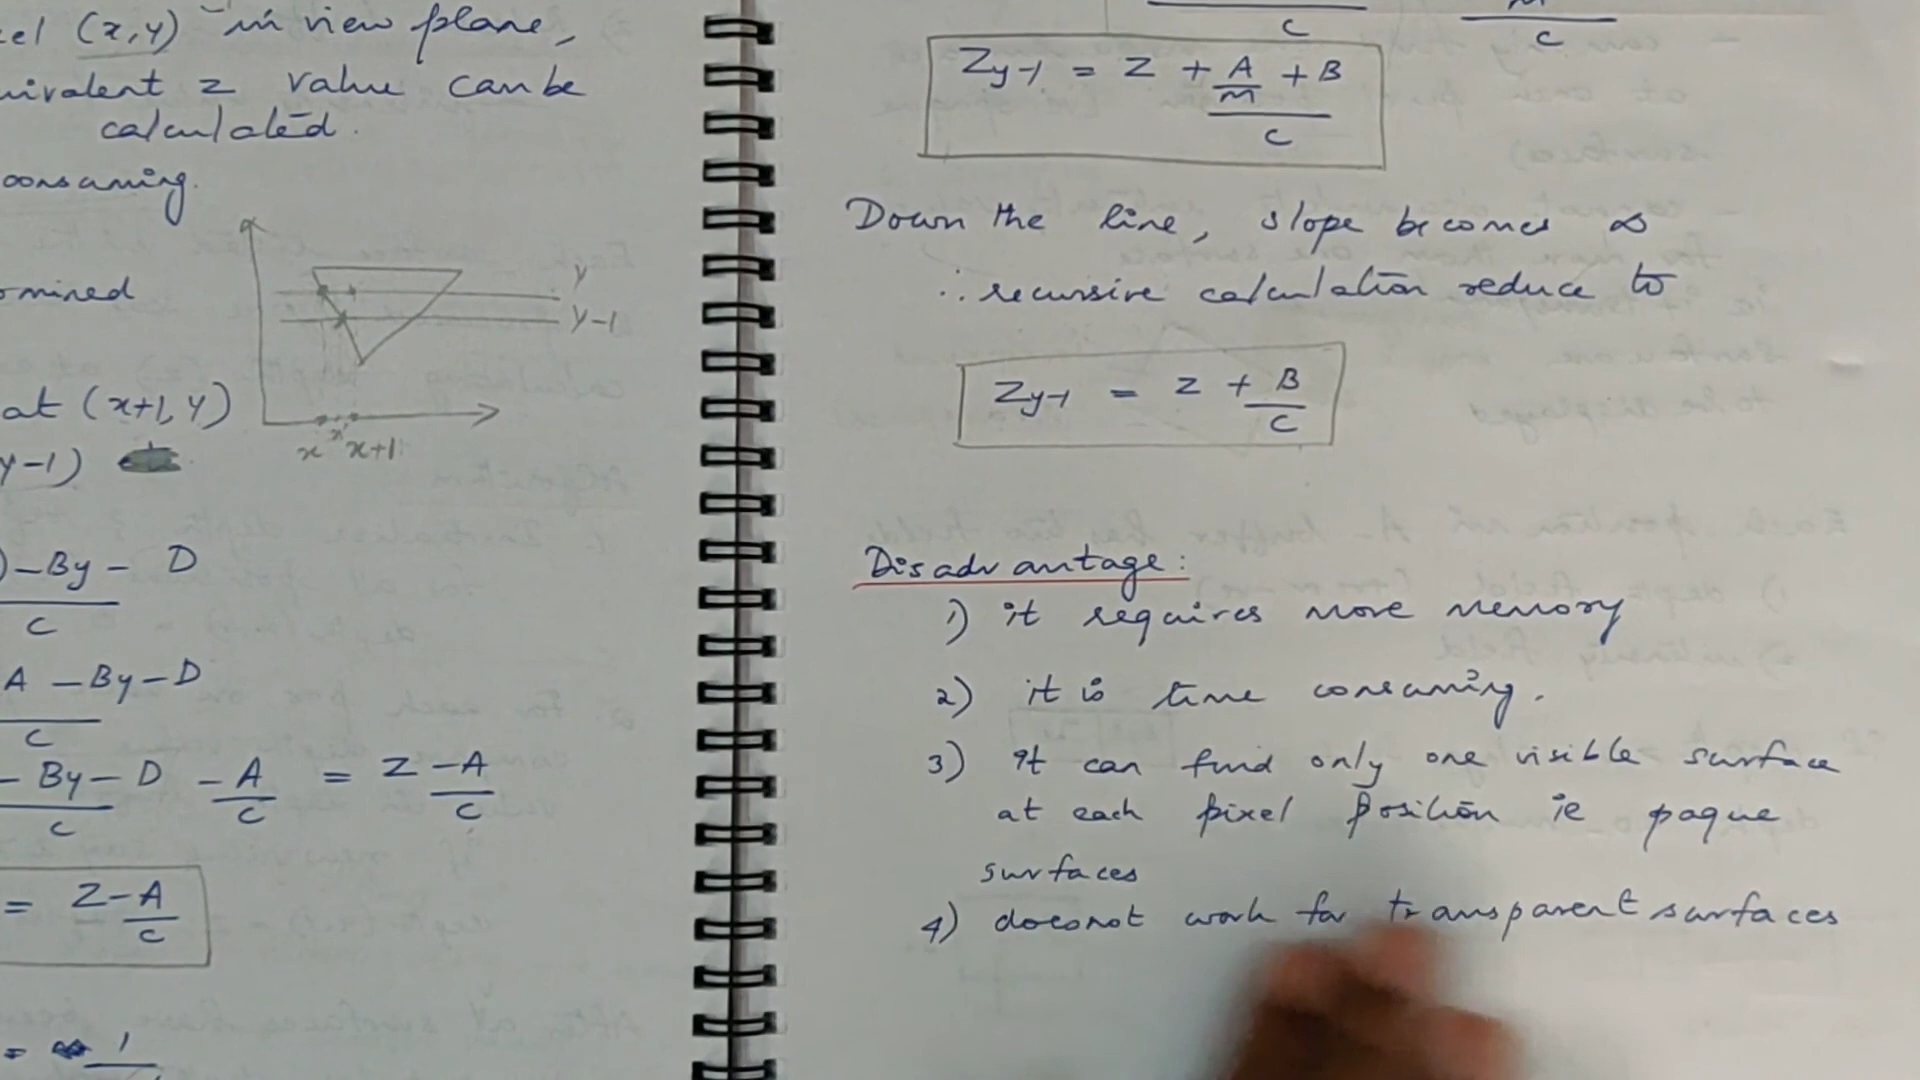 (x,y) in view plane,
z value can be
calculated.
consuming.
y
y-1
at (x+1, y)
y-1)
x x' x+1
)-By - D
C
A - By - D
C
- By - D - A = Z - A
C C C
= Z - A
C
= 1
C C
Zy-1 = Z + A + B
m
C
Down the line, slope becomes ∞
∴ recursive calculation reduce to
Zy-1 = Z + B
C
Disadvantage:
1) it requires more memory
2) it is time consuming.
3) It can find only one visible surface
at each pixel position ie paque
surfaces
4) doesnot work for transparent surfaces